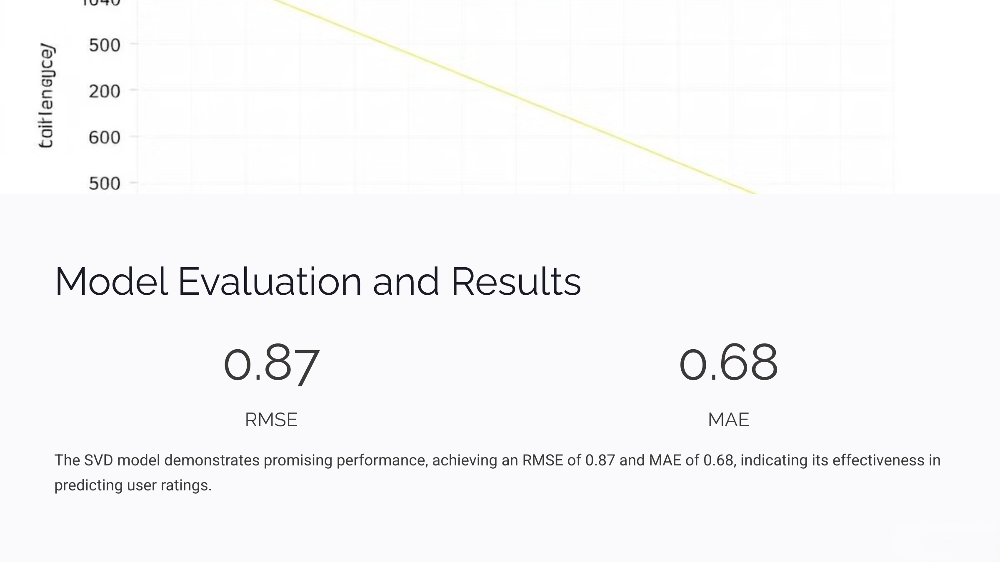 500
200
600
500
Model Evaluation and Results
0.87
0.68
RMSE
MAE
The SVD model demonstrates promising performance, achieving an RMSE of 0.87 and MAE of 0.68, indicating its effectiveness in
predicting user ratings.